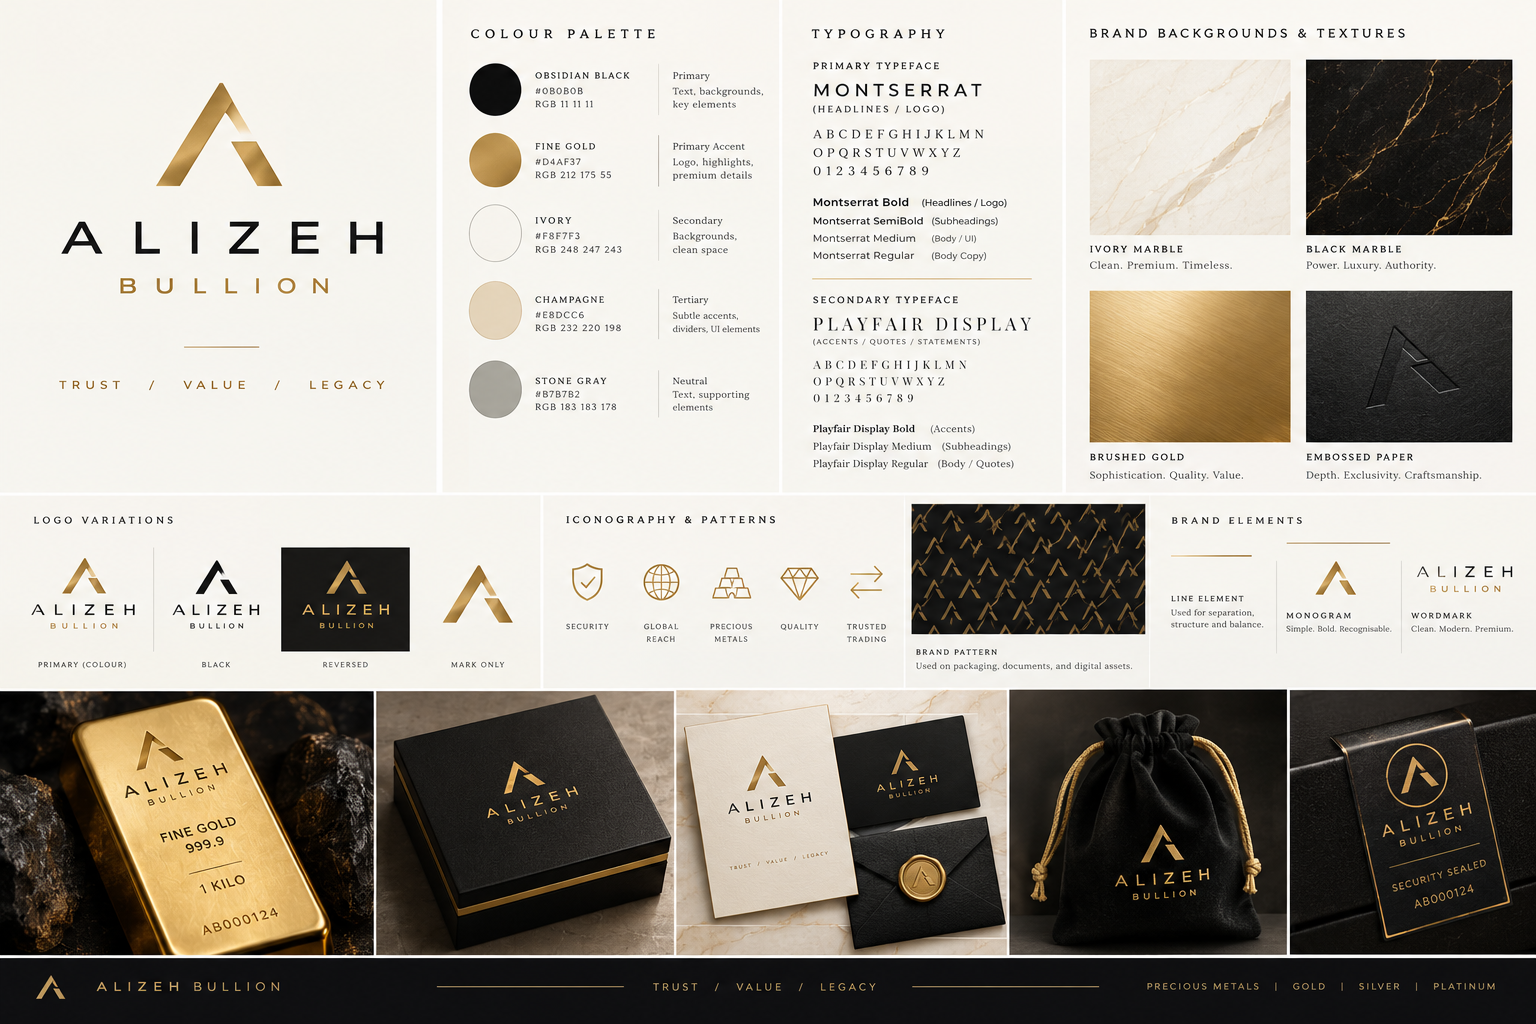 ALIZEH
BULLION
TRUST / VALUE / LEGACY
COLOUR PALETTE
OBSIDIAN BLACK
#0B0B0B
RGB 11 11 11
Primary
Text, backgrounds,
key elements
FINE GOLD
#D4AF37
RGB 212 175 55
Primary Accent
Logo, highlights,
premium details
IVORY
#F8F7F3
RGB 248 247 243
Secondary
Backgrounds,
clean space
CHAMPAGNE
#E8DCC6
RGB 232 220 198
Tertiary
Subtle accents,
dividers, UI elements
STONE GRAY
#B7B7B2
RGB 183 183 178
Neutral
Text, supporting
elements
TYPOGRAPHY
PRIMARY TYPEFACE
MONTSERRAT
(HEADLINES / LOGO)
ABCDEFGHIJKLMN
OPQRSTUVWXYZ
0123456789
Montserrat Bold (Headlines / Logo)
Montserrat SemiBold (Subheadings)
Montserrat Medium (Body / UI)
Montserrat Regular (Body Copy)
SECONDARY TYPEFACE
PLAYFAIR DISPLAY
(ACCENTS / QUOTES / STATEMENTS)
ABCDEFGHIJKLMN
OPQRSTUVWXYZ
0123456789
Playfair Display Bold (Accents)
Playfair Display Medium (Subheadings)
Playfair Display Regular (Body / Quotes)
BRAND BACKGROUNDS & TEXTURES
IVORY MARBLE
Clean. Premium. Timeless.
BLACK MARBLE
Power. Luxury. Authority.
BRUSHED GOLD
Sophistication. Quality. Value.
EMBOSSED PAPER
Depth. Exclusivity. Craftsmanship.
LOGO VARIATIONS
ALIZEH
BULLION
PRIMARY (COLOUR)
ALIZEH
BULLION
BLACK
ALIZEH
BULLION
REVERSED
MARK ONLY
ICONOGRAPHY & PATTERNS
SECURITY
GLOBAL
REACH
PRECIOUS
METALS
QUALITY
TRUSTED
TRADING
BRAND PATTERN
Used on packaging, documents, and digital assets.
BRAND ELEMENTS
LINE ELEMENT
Used for separation,
structure and balance.
MONOGRAM
Simple. Bold. Recognisable.
ALIZEH
BULLION
WORDMARK
Clean. Modern. Premium.
ALIZEH
BULLION
FINE GOLD
999.9
1 KILO
AB000124
ALIZEH
BULLION
ALIZEH
BULLION
TRUST / VALUE / LEGACY
ALIZEH
BULLION
ALIZEH
BULLION
ALIZEH
BULLION
SECURITY SEALED
AB000124
ALIZEH BULLION
TRUST / VALUE / LEGACY
PRECIOUS METALS | GOLD | SILVER | PLATINUM